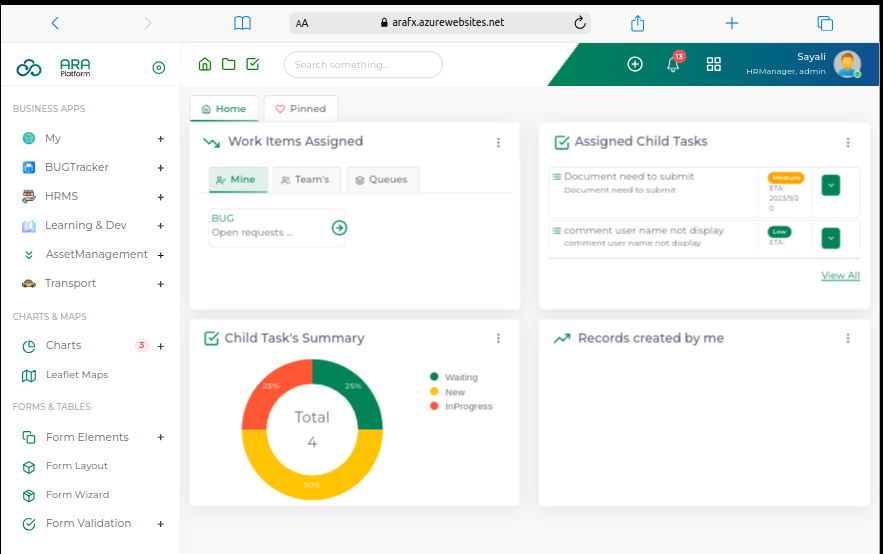 AA
arafx.azurewebsites.net
ARA
Platform
Search something...
13
Sayali
HRManager, admin
BUSINESS APPS
My +
BUGTracker +
HRMS +
Learning & Dev +
AssetManagement +
Transport +
CHARTS & MAPS
Charts 3 +
Leaflet Maps
FORMS & TABLES
Form Elements +
Form Layout
Form Wizard
Form Validation +
Home
Pinned
Work Items Assigned
Mine
Team's
Queues
BUG
Open requests ...
Assigned Child Tasks
Document need to submit
Document need to submit
Medium
ETA:
2023/9/2
0
comment user name not display
comment user name not display
Low
ETA:
View All
Child Task's Summary
25%
25%
50%
Total
4
Waiting
New
InProgress
Records created by me